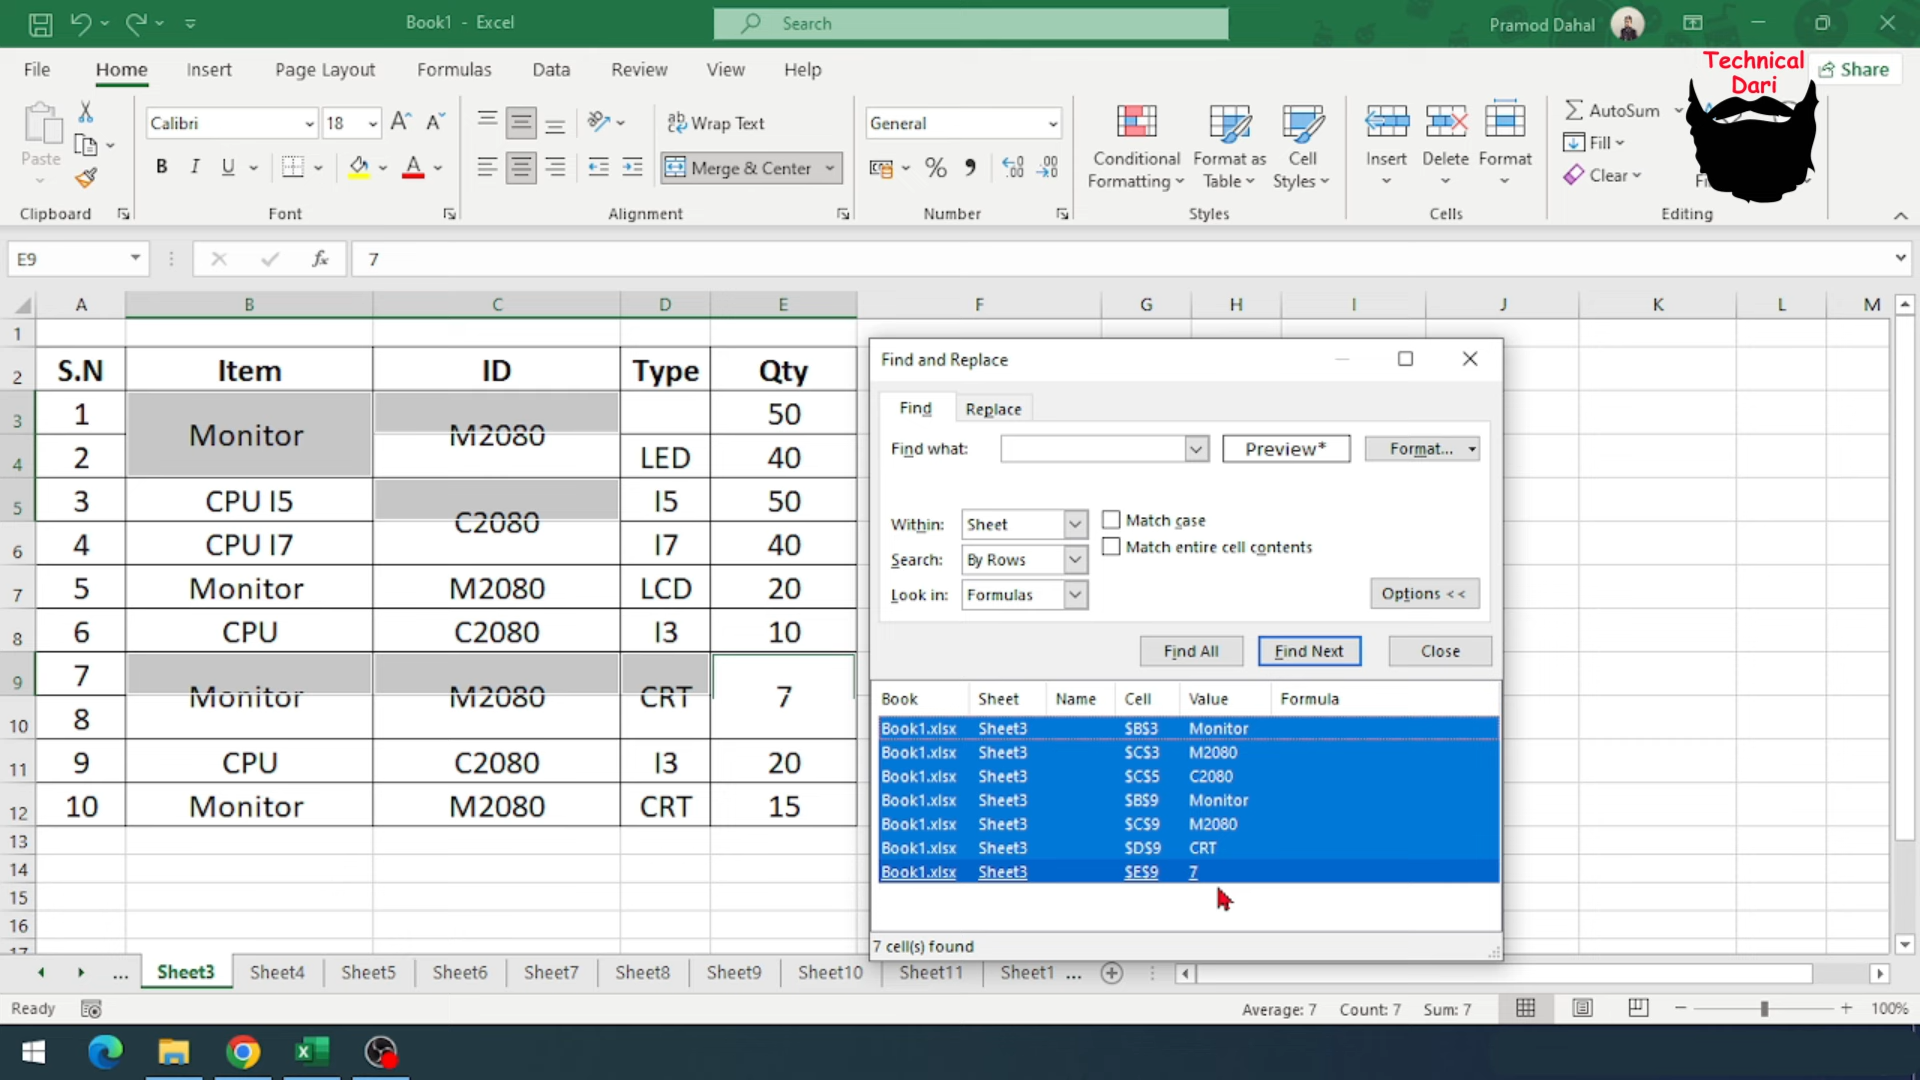 Book1 - Excel
Search
Pramod Dahal
Technical
Dari
File Home Insert Page Layout Formulas Data Review View Help
Share
Paste
Calibri 18
B I U
Wrap Text
Merge & Center
General
Conditional Formatting
Format as Table
Cell Styles
Insert
Delete
Format
AutoSum
Fill
Clear
Clipboard Font Alignment Number Styles Cells Editing
E9 fx 7
A B C D E F G H I J K L M
1
2 S.N Item ID Type Qty
3 1 Monitor M2080 50
4 2 LED 40
5 3 CPU I5 C2080 I5 50
6 4 CPU I7 I7 40
7 5 Monitor M2080 LCD 20
8 6 CPU C2080 I3 10
9 7 Monitor M2080 CRT 7
10 8
11 9 CPU C2080 I3 20
12 10 Monitor M2080 CRT 15
13
14
15
16
17
Find and Replace
Find Replace
Find what: Preview* Format...
Within: Sheet Match case
Search: By Rows Match entire cell contents
Look in: Formulas Options <<
Find All Find Next Close
Book Sheet Name Cell Value Formula
Book1.xlsx Sheet3 $B$3 Monitor
Book1.xlsx Sheet3 $C$3 M2080
Book1.xlsx Sheet3 $C$5 C2080
Book1.xlsx Sheet3 $B$9 Monitor
Book1.xlsx Sheet3 $C$9 M2080
Book1.xlsx Sheet3 $D$9 CRT
Book1.xlsx Sheet3 $E$9 7
7 cell(s) found
... Sheet3 Sheet4 Sheet5 Sheet6 Sheet7 Sheet8 Sheet9 Sheet10 Sheet11 Sheet1 ...
Ready Average: 7 Count: 7 Sum: 7 100%